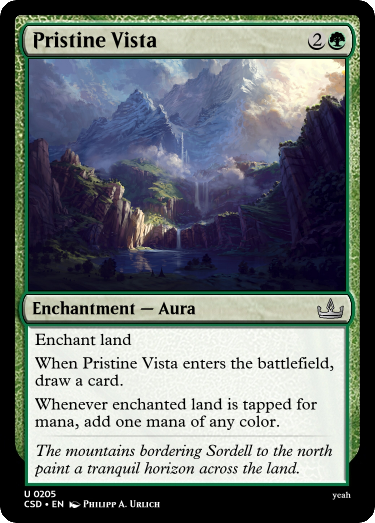 Pristine Vista 2
Enchantment — Aura
Enchant land
When Pristine Vista enters the battlefield,
draw a card.
Whenever enchanted land is tapped for
mana, add one mana of any color.
The mountains bordering Sordell to the north
paint a tranquil horizon across the land.
U 0205
CSD • EN Philipp A. Urlich
yeah